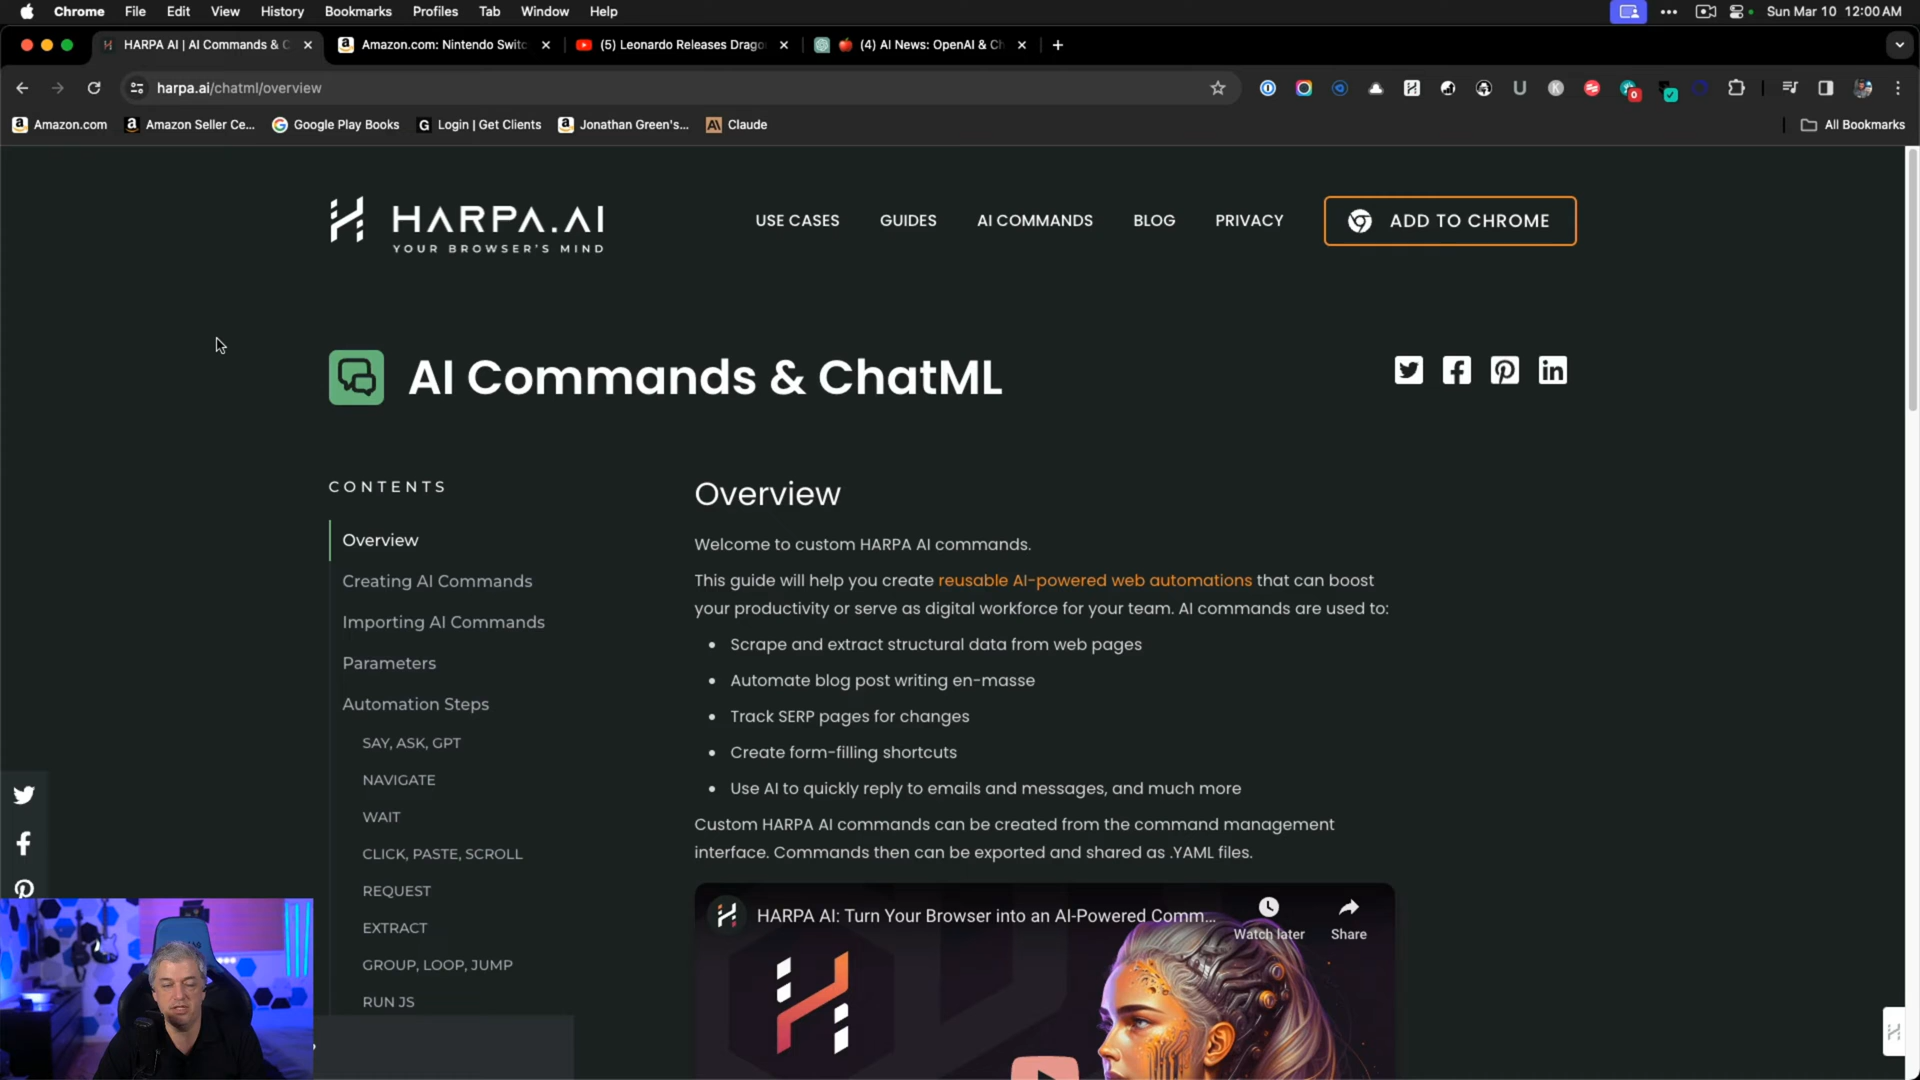 Chrome File Edit View History Bookmarks Profiles Tab Window Help
Sun Mar 10 12:00 AM
HARPA AI | AI Commands & C
Amazon.com: Nintendo Switc
(5) Leonardo Releases Drago
(4) AI News: OpenAI & Ch
harpa.ai/chatml/overview
0
Amazon.com
Amazon Seller Ce...
Google Play Books
Login | Get Clients
Jonathan Green's...
Claude
All Bookmarks
HARPA.AI
YOUR BROWSER'S MIND
USE CASES
GUIDES
AI COMMANDS
BLOG
PRIVACY
ADD TO CHROME
AI Commands & ChatML
CONTENTS
Overview
Creating AI Commands
Importing AI Commands
Parameters
Automation Steps
SAY, ASK, GPT
NAVIGATE
WAIT
CLICK, PASTE, SCROLL
REQUEST
EXTRACT
GROUP, LOOP, JUMP
RUN JS
Overview
Welcome to custom HARPA AI commands.
This guide will help you create reusable AI-powered web automations that can boost
your productivity or serve as digital workforce for your team. AI commands are used to:
• Scrape and extract structural data from web pages
• Automate blog post writing en-masse
• Track SERP pages for changes
• Create form-filling shortcuts
• Use AI to quickly reply to emails and messages, and much more
Custom HARPA AI commands can be created from the command management
interface. Commands then can be exported and shared as .YAML files.
HARPA AI: Turn Your Browser into an AI-Powered Comm...
Watch later
Share